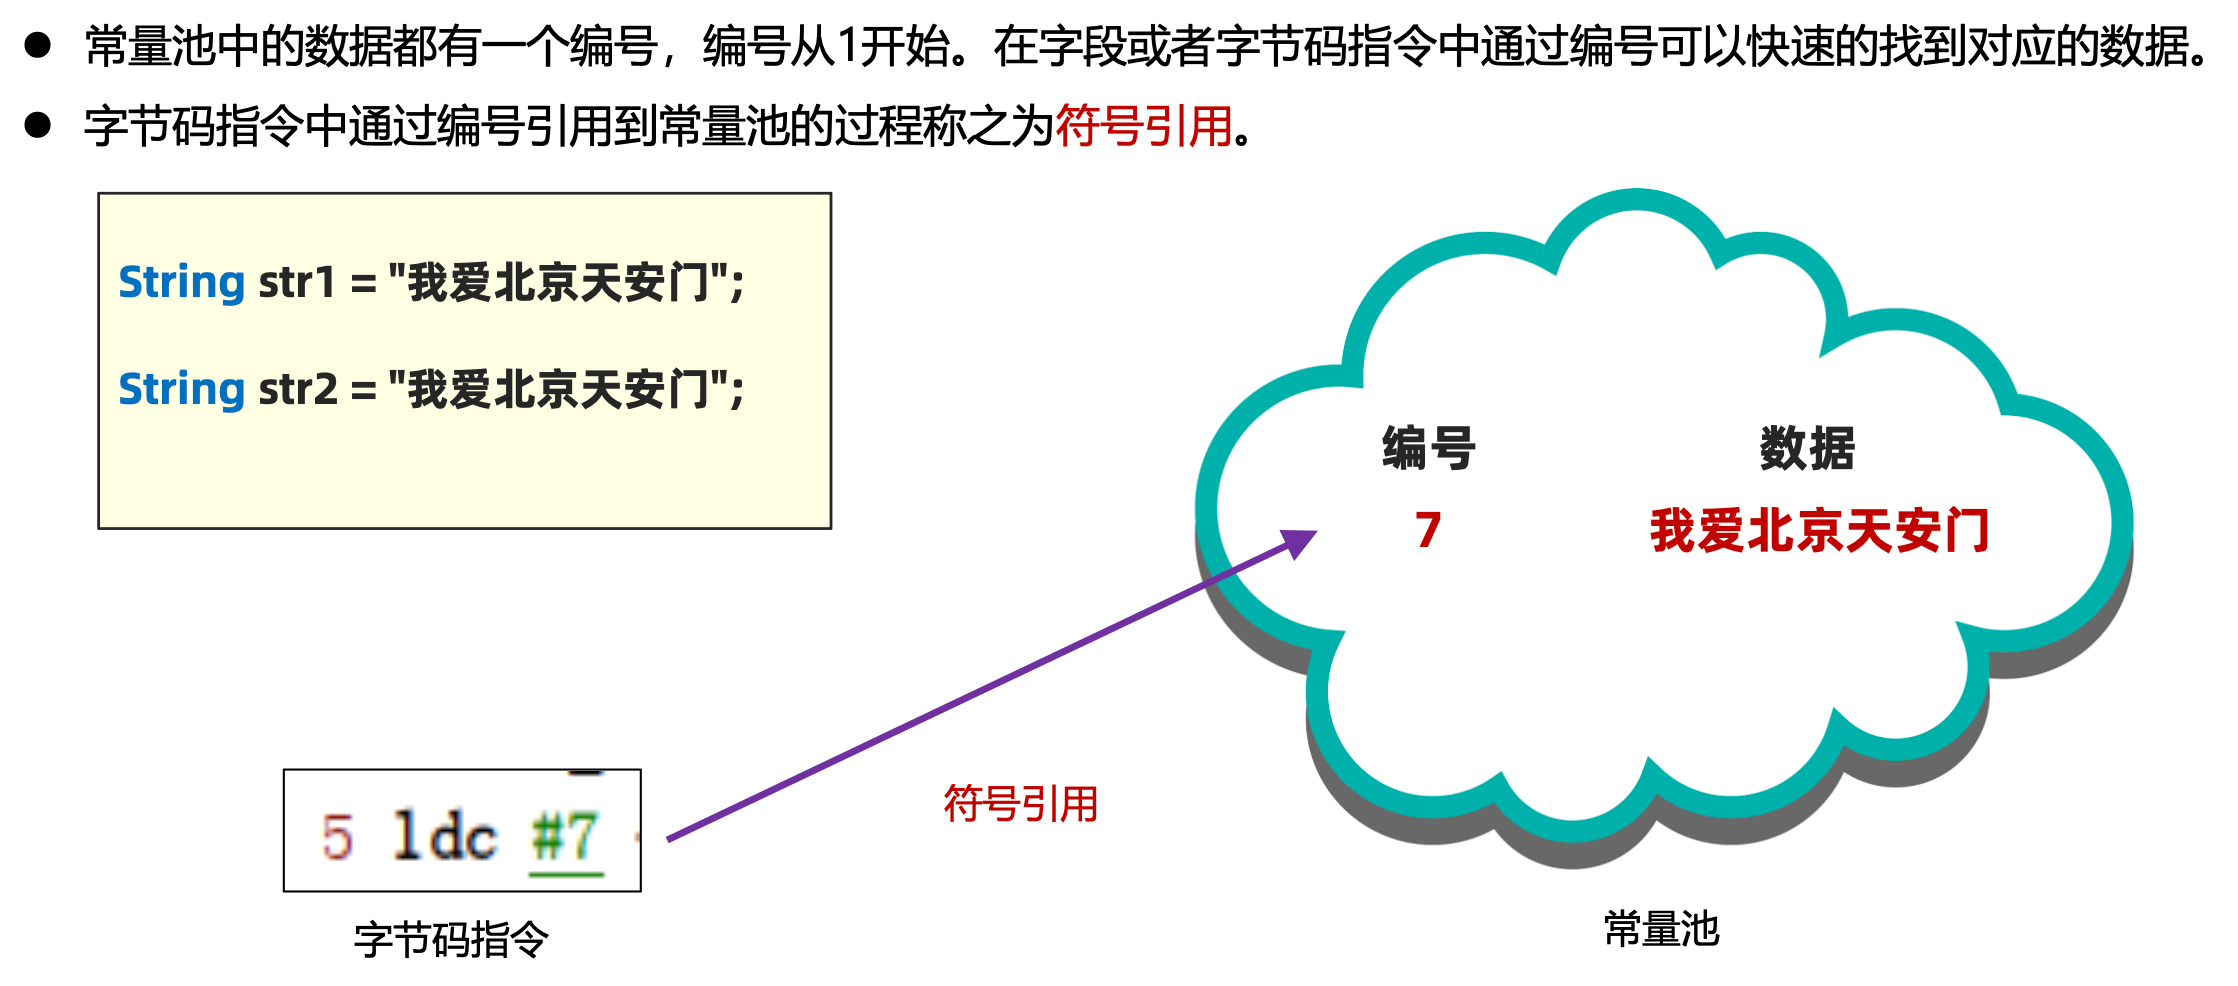 ● 常量池中的数据都有一个编号，编号从1开始。在字段或者字节码指令中通过编号可以快速的找到对应的数据。
● 字节码指令中通过编号引用到常量池的过程称之为符号引用。
String str1 = "我爱北京天安门";
String str2 = "我爱北京天安门";
编号 数据
7 我爱北京天安门
符号引用
5 ldc #7
字节码指令
常量池